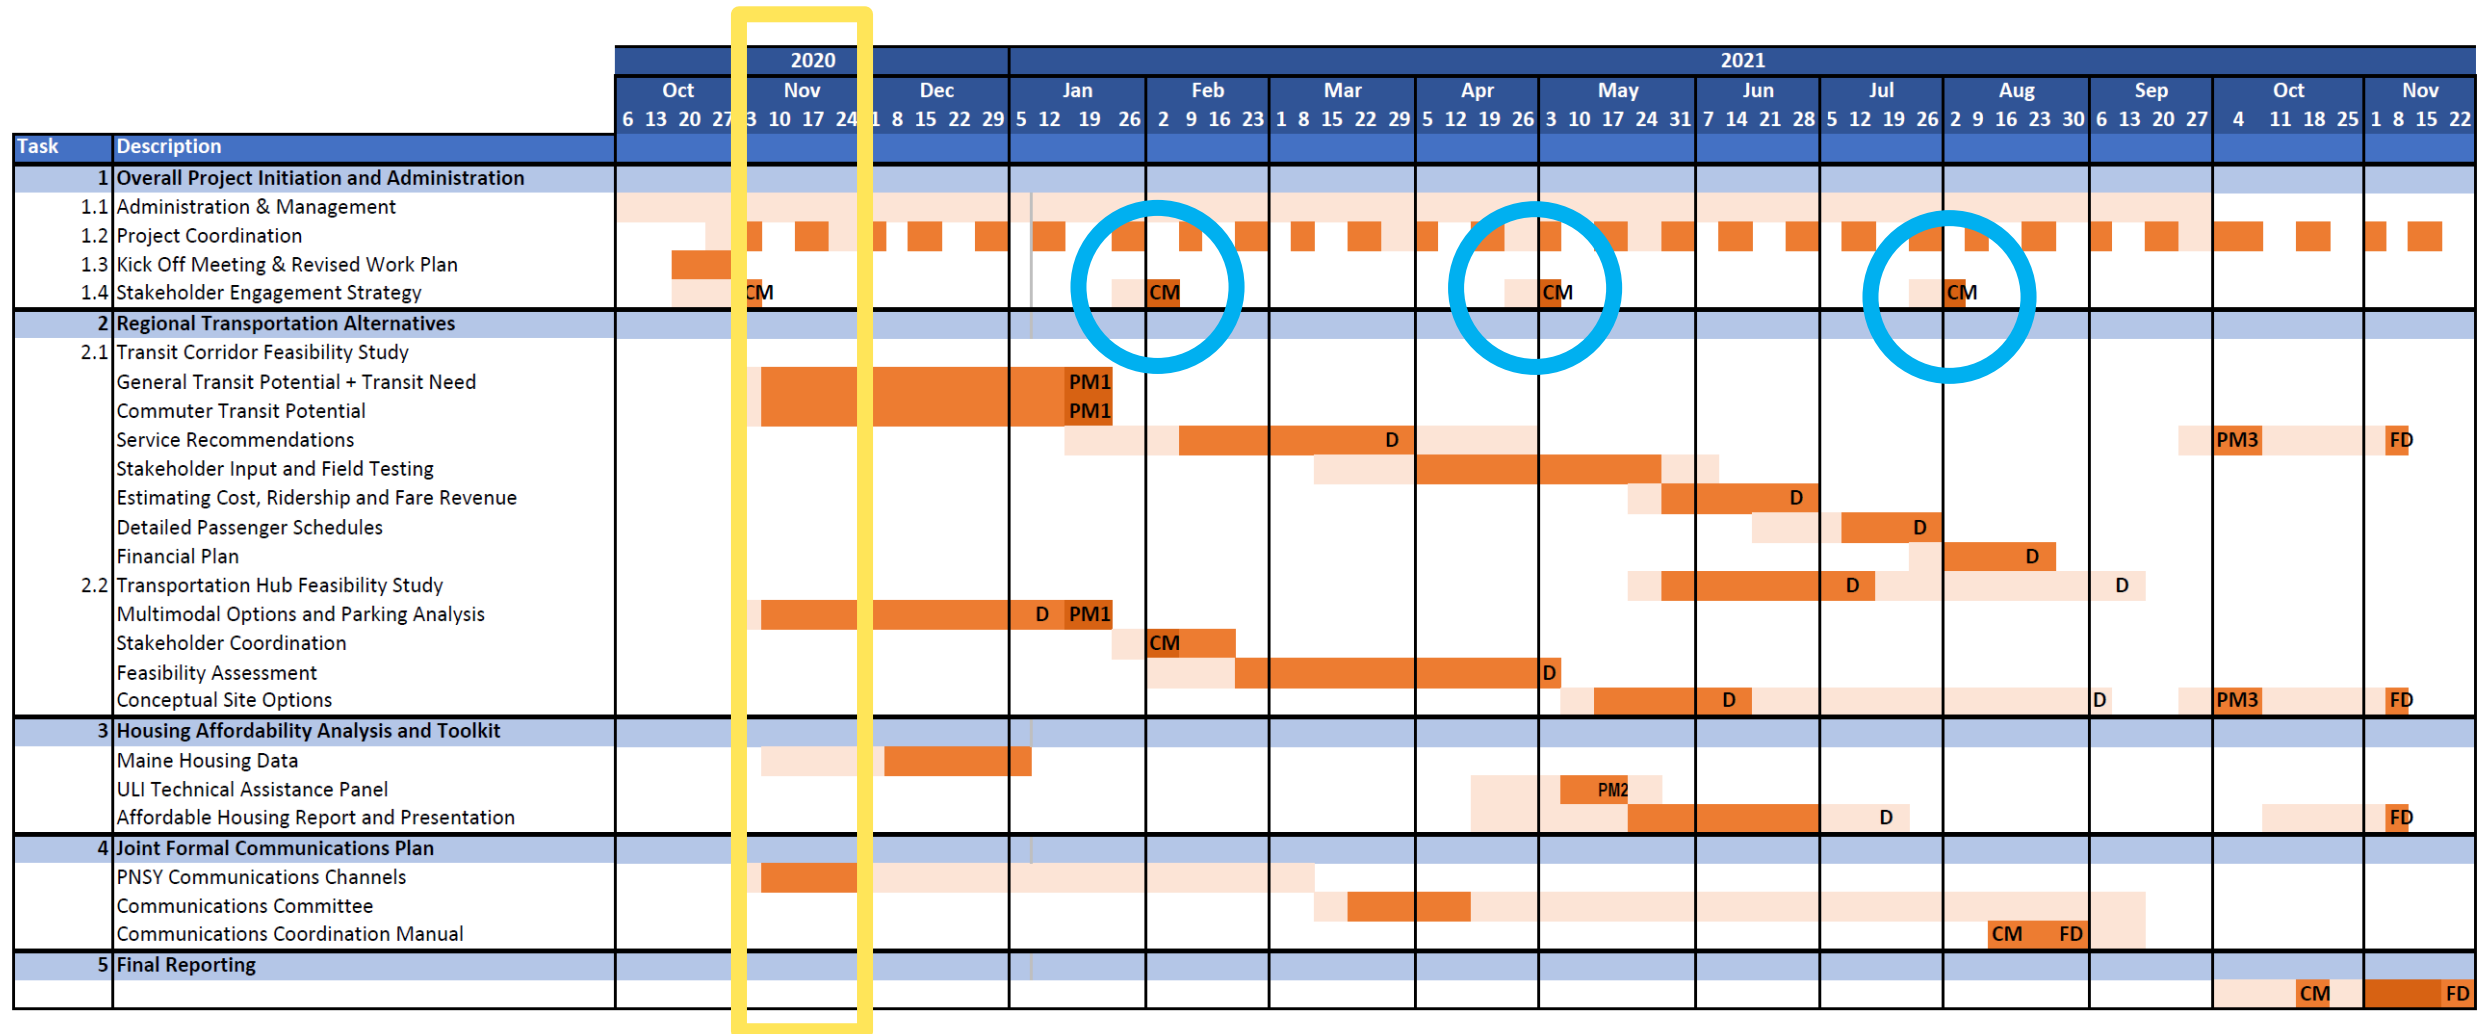 2020 2021
Oct Nov Dec Jan Feb Mar Apr May Jun Jul Aug Sep Oct Nov
6 13 20 27 3 10 17 24 1 8 15 22 29 5 12 19 26 2 9 16 23 1 8 15 22 29 5 12 19 26 3 10 17 24 31 7 14 21 28 5 12 19 26 2 9 16 23 30 6 13 20 27 4 11 18 25 1 8 15 22
Task Description
1 Overall Project Initiation and Administration
1.1 Administration & Management
1.2 Project Coordination
1.3 Kick Off Meeting & Revised Work Plan
1.4 Stakeholder Engagement Strategy CM CM CM CM
2 Regional Transportation Alternatives
2.1 Transit Corridor Feasibility Study
General Transit Potential + Transit Need PM1
Commuter Transit Potential PM1
Service Recommendations D PM3 FD
Stakeholder Input and Field Testing
Estimating Cost, Ridership and Fare Revenue D
Detailed Passenger Schedules D
Financial Plan D
2.2 Transportation Hub Feasibility Study D D
Multimodal Options and Parking Analysis D PM1
Stakeholder Coordination CM
Feasibility Assessment D
Conceptual Site Options D D PM3 FD
3 Housing Affordability Analysis and Toolkit
Maine Housing Data
ULI Technical Assistance Panel PM2
Affordable Housing Report and Presentation D FD
4 Joint Formal Communications Plan
PNSY Communications Channels
Communications Committee
Communications Coordination Manual CM FD
5 Final Reporting
CM FD